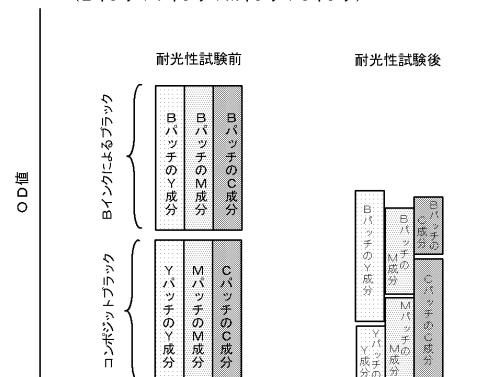 耐光性試験前
耐光性試験後
OD値
Bインクによるブラック
BパッチのY成分
BパッチのM成分
BパッチのC成分
コンポジットブラック
YパッチのY成分
MパッチのM成分
CパッチのC成分
BパッチのY成分
Bパッチの
M成分
Bパッチの
C成分
Yパッチの
Y成分
Mパッチの
M成分
CパッチのC成分